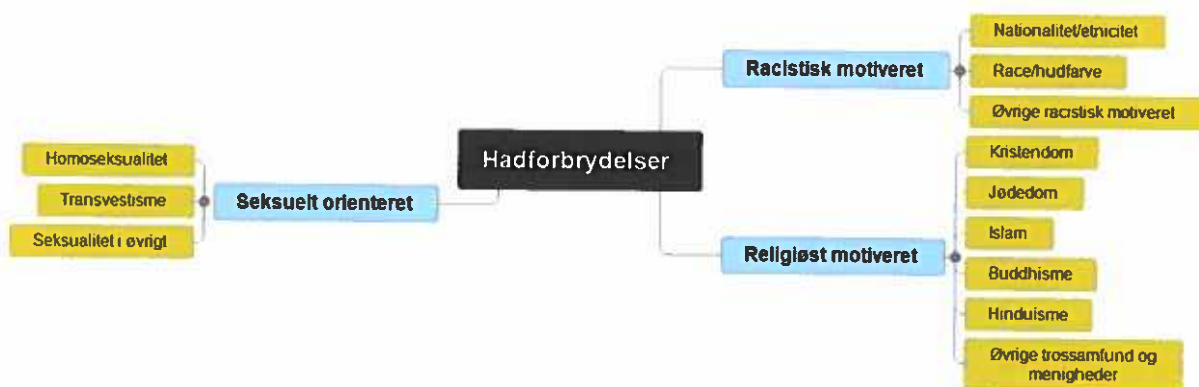 Hadforbrydelser
Racistisk motiveret
Nationalitet/etnicitet
Race/hudfarve
Øvrige racistisk motiveret
Religiøst motiveret
Kristendom
Jødedom
Islam
Buddhisme
Hinduisme
Øvrige trossamfund og
menigheder
Seksuelt orienteret
Homoseksualitet
Transvestisme
Seksualitet i øvrigt